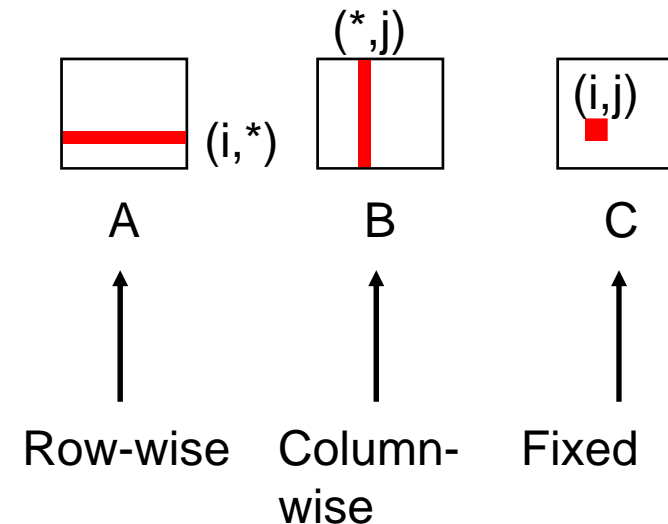 (*,j)
(i,j)
(i,*)
A B C
Row-wise Column-wise Fixed